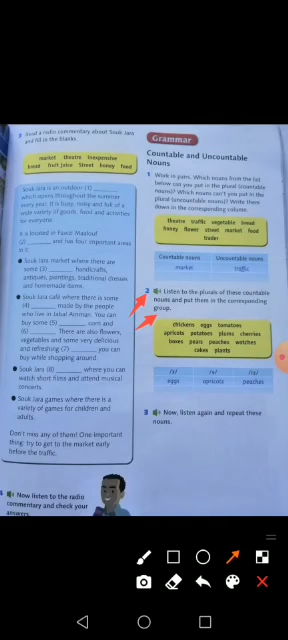 3 Read a radio commentary about Souk Jara
and fill in the blanks
market theatre inexpensive
bread fruit juice Street honey food
Souk Jara is an outdoor (1)
which opens throughout the summer
every year. It is busy, noisy and full of a
wide variety of goods, food and activities
for everyone.
It is located in Fawzi Maalouf
(2) and has four important areas
in it.
Souk Jara market where there are
some (3) handicrafts,
antiques, paintings, traditional dresses
and homemade items.
Souk Jara café where there is some
(4) made by the people
who live in Jabal Amman. You can
buy some (5) corn and
(6) There are also flowers,
vegetables and some very delicious
and refreshing (7) you can
buy while shopping around.
Souk Jara (8) where you can
watch short films and attend musical
concerts.
Souk Jara games where there is a
variety of games for children and
adults.
Don't miss any of them! One important
thing: try to get to the market early
before the traffic.
Now listen to the radio
commentary and check your
answers.
Grammar
Countable and Uncountable
Nouns
1 Work in pairs. Which nouns from the list
below can you put in the plural (countable
nouns)? Which nouns can't you put in the
plural (uncountable nouns)? Write them
down in the corresponding column.
theatre traffic vegetable bread
honey flower street market food
trader
Countable nouns Uncountable nouns
market traffic
2 Listen to the plurals of these countable
nouns and put them in the corresponding
group.
chickens eggs tomatoes
apricots potatoes plates cherries
boxes pears peaches watches
cakes plants
/z/ /s/ /iz/
eggs apricots peaches
3 Now, listen again and repeat these
nouns.